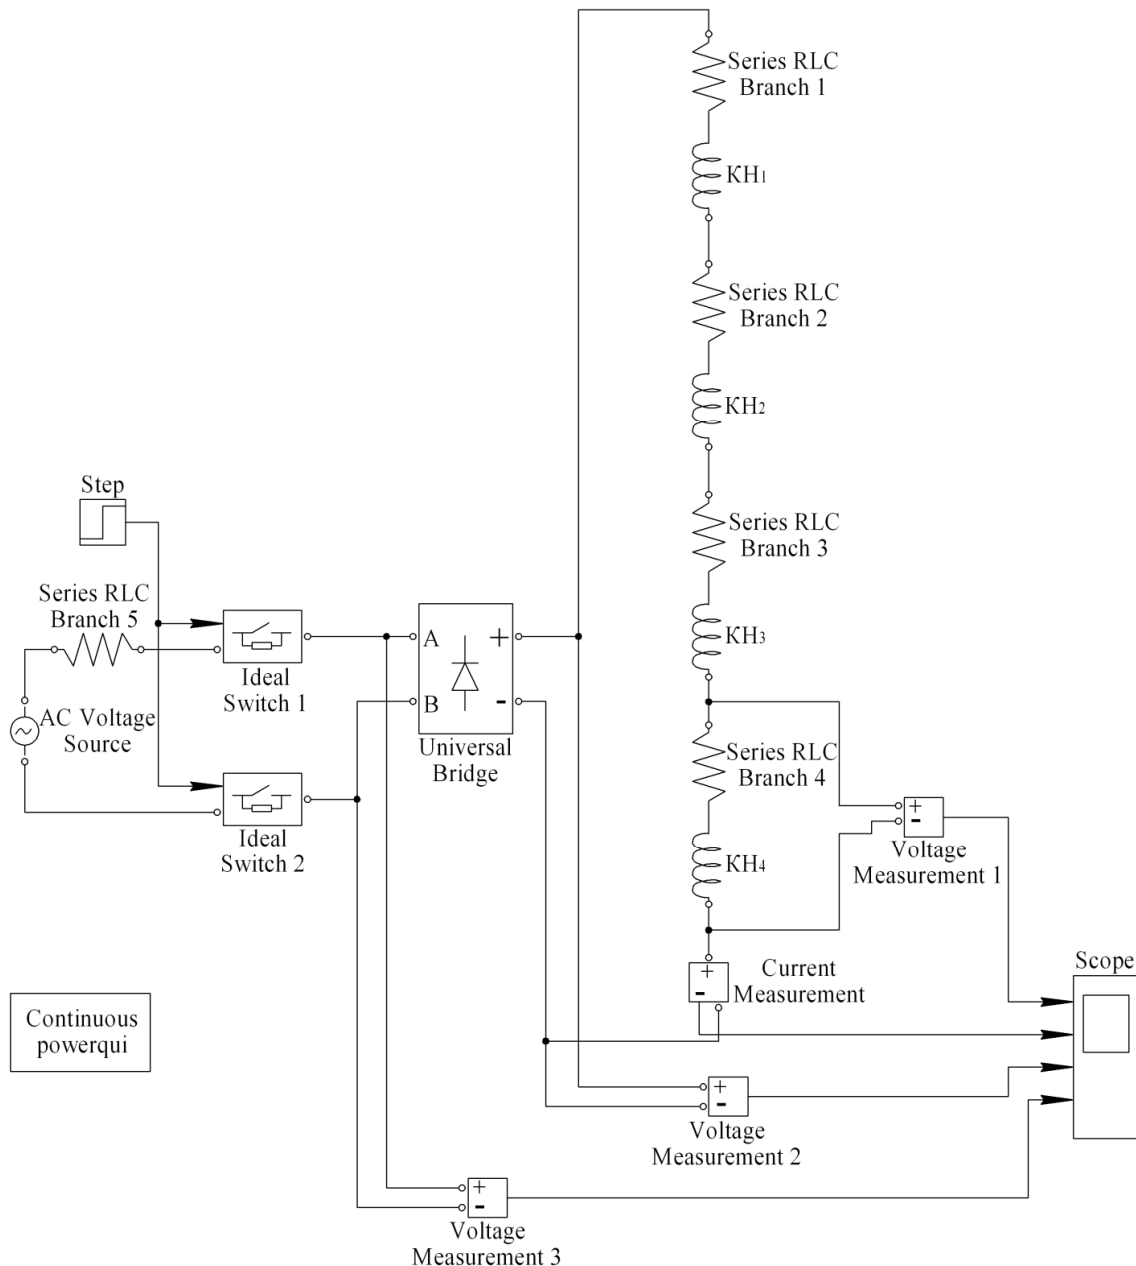 Series RLC
Branch 1
KH1
Series RLC
Branch 2
KH2
Step
Series RLC
Branch 3
Series RLC
Branch 5
KH3
A
+
B
-
Ideal
Switch 1
AC Voltage
Source
Universal
Bridge
Series RLC
Branch 4
+
-
Ideal
Switch 2
Voltage
Measurement 1
KH4
+
-
Current
Measurement
Scope
Continuous
powerqui
+
-
Voltage
Measurement 2
+
-
Voltage
Measurement 3